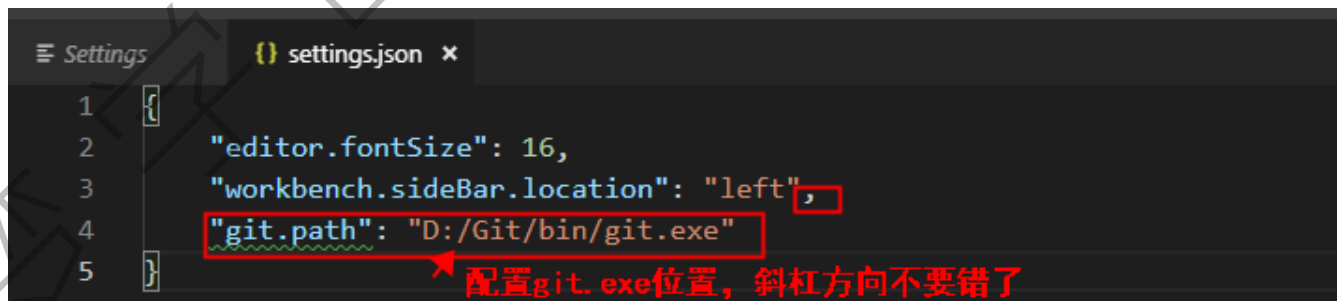 Settings {} settings.json ×
1 {
2 "editor.fontSize": 16,
3 "workbench.sideBar.location": "left",
4 "git.path": "D:/Git/bin/git.exe"
5 }
配置git.exe位置，斜杠方向不要错了